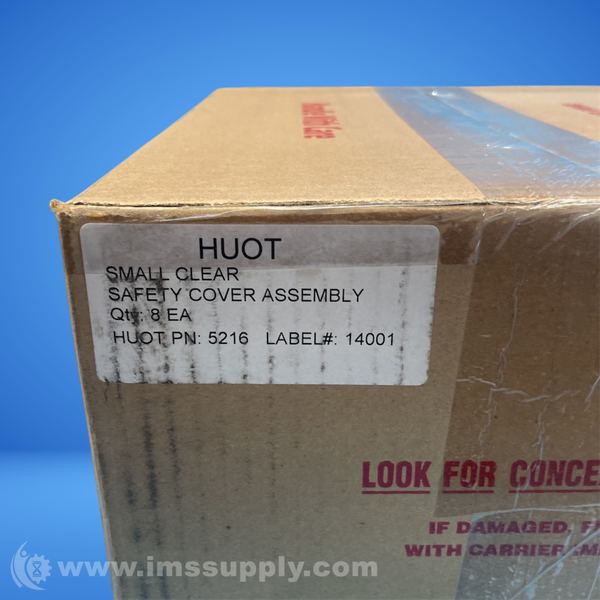 HUOT
SMALL CLEAR
SAFETY COVER ASSEMBLY
Qty: 8 EA
HUOT PN: 5216 LABEL#: 14001
LOOK FOR CONCE
IF DAMAGED, F
WITH CARRIER
www.imssupply.com